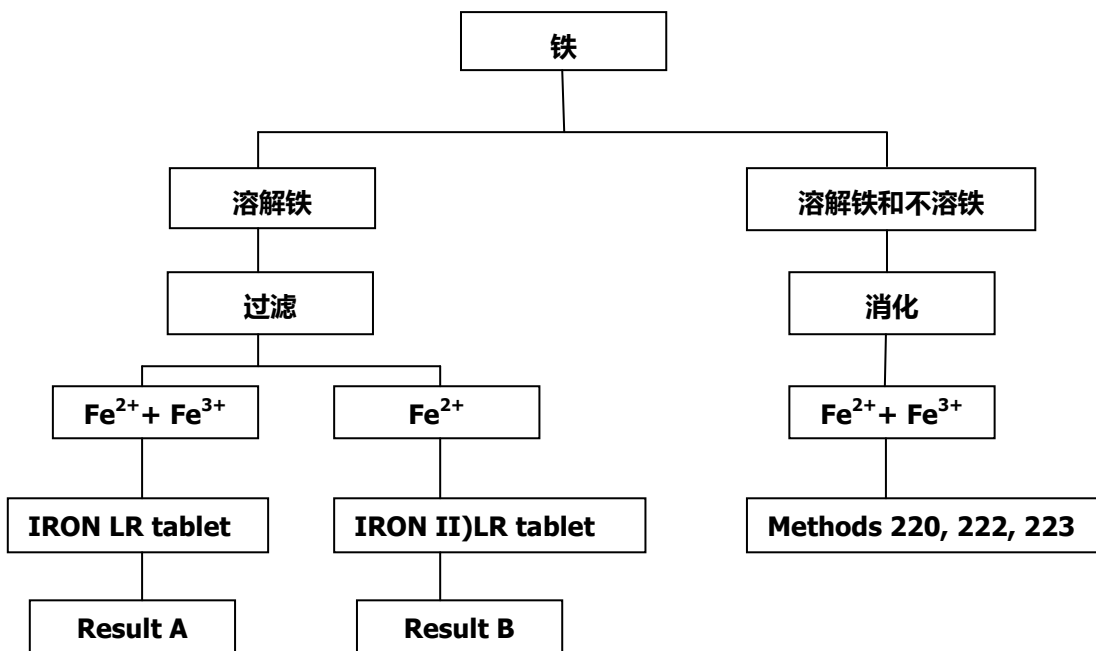 铁
溶解铁
溶解铁和不溶铁
过滤
消化
Fe²⁺+ Fe³⁺
Fe²⁺
Fe²⁺+ Fe³⁺
IRON LR tablet
IRON II)LR tablet
Methods 220, 222, 223
Result A
Result B